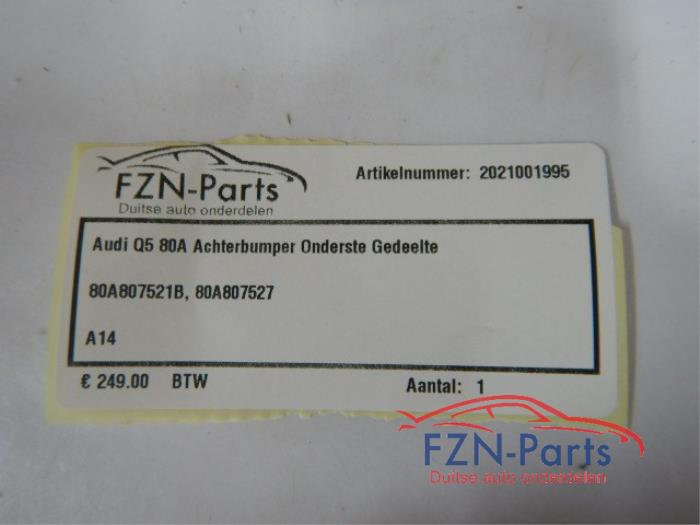 FZN-Parts
Duitse auto onderdelen
Artikelnummer: 2021001995
Audi Q5 80A Achterbumper Onderste Gedeelte
80A807521B, 80A807527
A14
€ 249.00 BTW
Aantal: 1
FZN-Parts
Duitse auto onderdelen